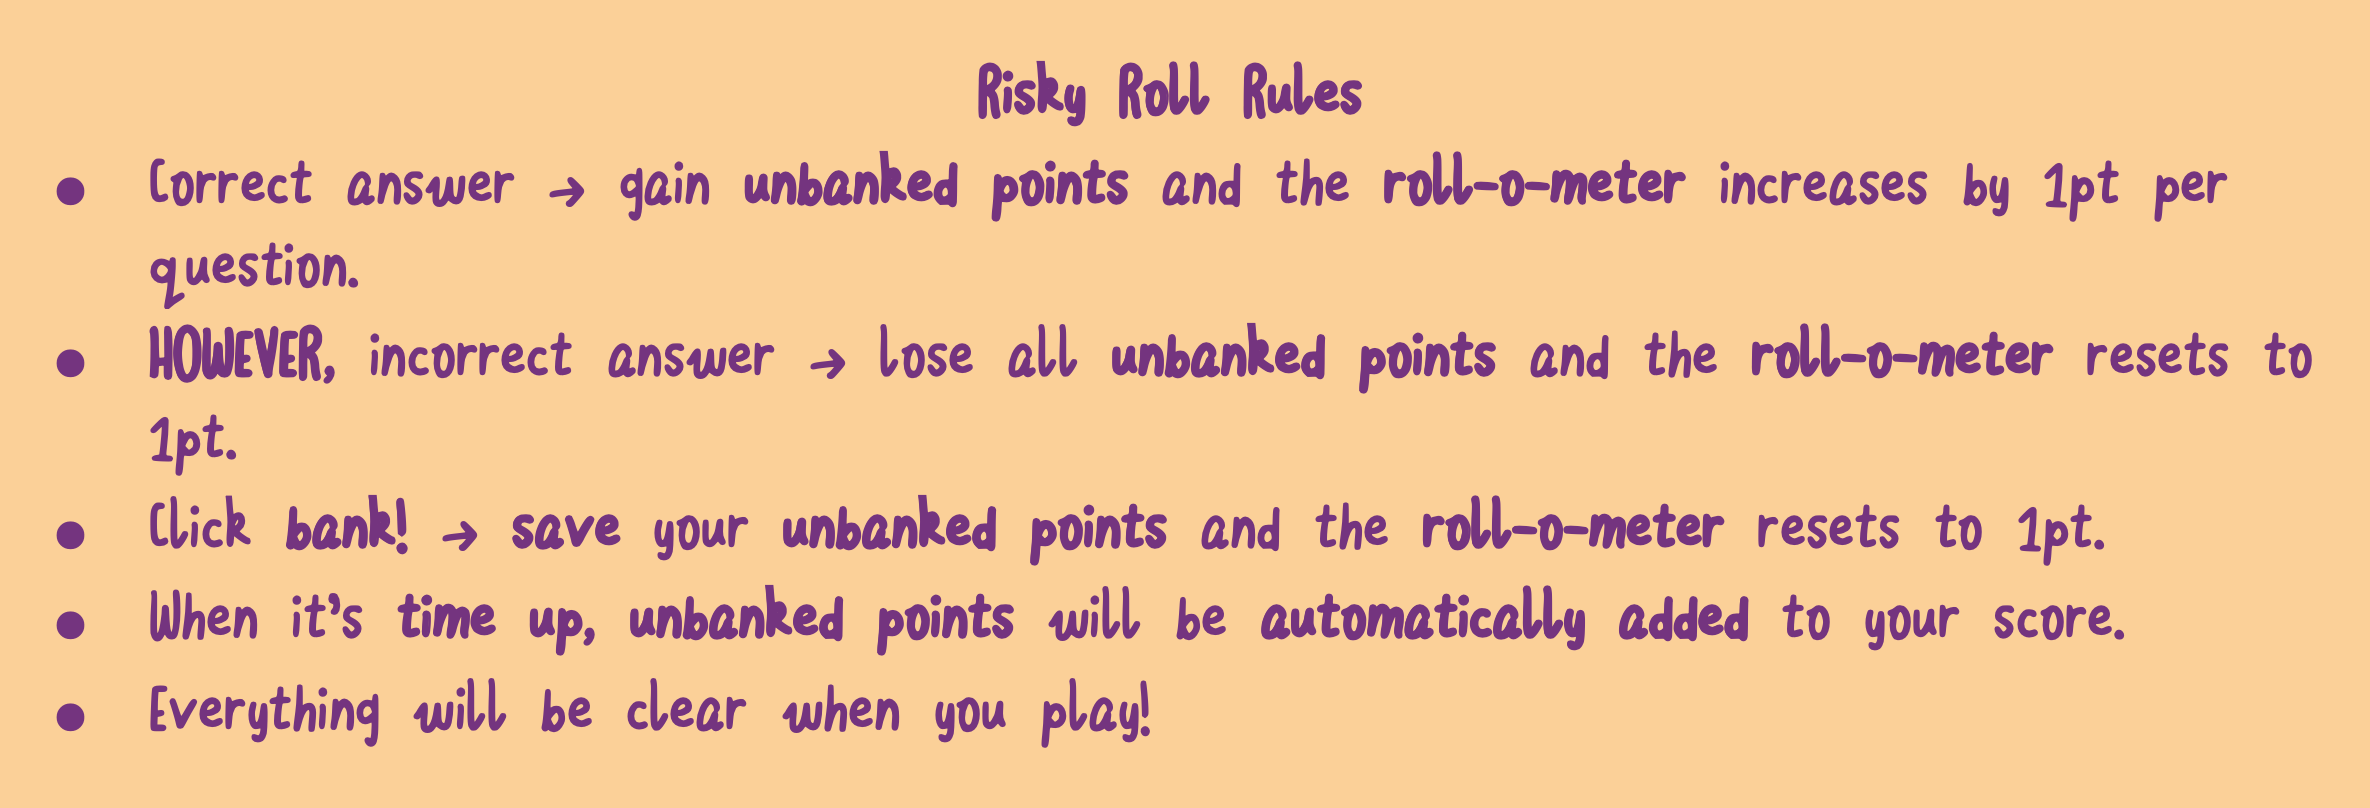 Risky Roll Rules
● Correct answer → gain unbanked points and the roll-o-meter increases by 1pt per
question.
● HOWEVER, incorrect answer → lose all unbanked points and the roll-o-meter resets to
1pt.
● Click bank! → save your unbanked points and the roll-o-meter resets to 1pt.
● When it's time up, unbanked points will be automatically added to your score.
● Everything will be clear when you play!